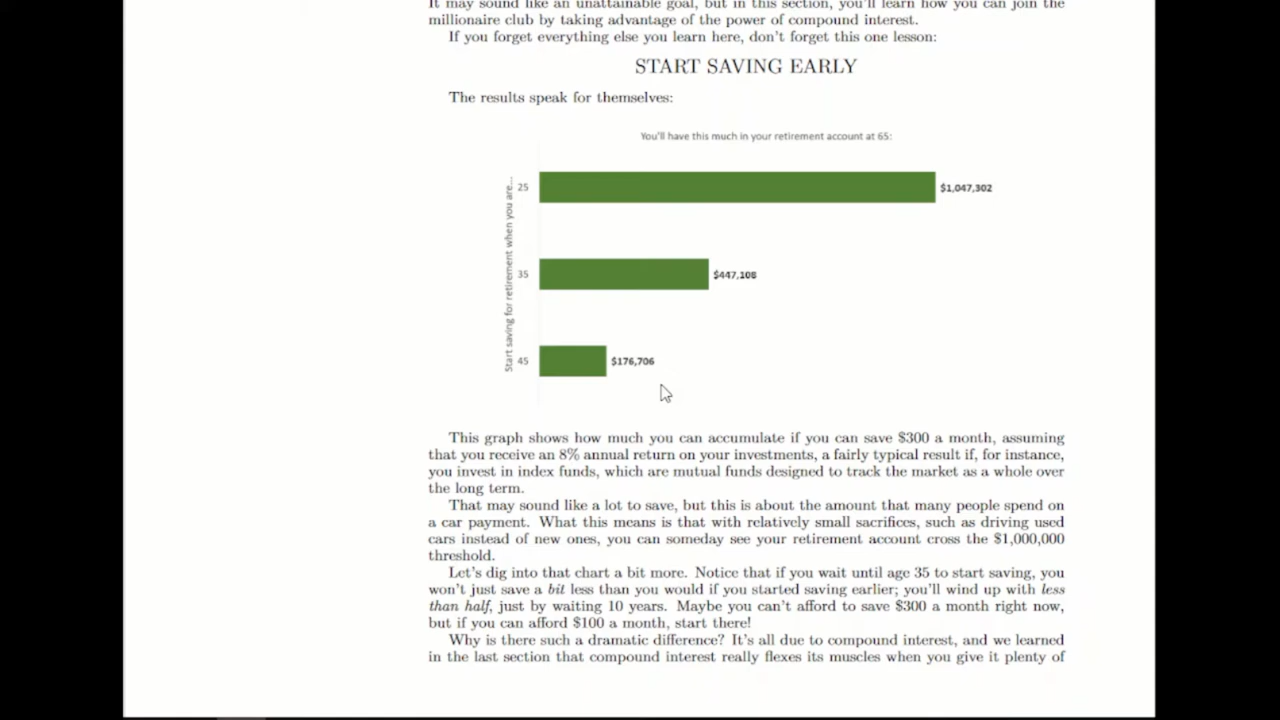 It may sound like an unattainable goal, but in this section, you'll learn how you can join the
millionaire club by taking advantage of the power of compound interest.
If you forget everything else you learn here, don't forget this one lesson:
START SAVING EARLY
The results speak for themselves:
You'll have this much in your retirement account at 65:
Start saving for retirement when you are...
25
$1,047,302
35
$447,108
45
$176,706
This graph shows how much you can accumulate if you can save $300 a month, assuming
that you receive an 8% annual return on your investments, a fairly typical result if, for instance,
you invest in index funds, which are mutual funds designed to track the market as a whole over
the long term.
That may sound like a lot to save, but this is about the amount that many people spend on
a car payment. What this means is that with relatively small sacrifices, such as driving used
cars instead of new ones, you can someday see your retirement account cross the $1,000,000
threshold.
Let's dig into that chart a bit more. Notice that if you wait until age 35 to start saving, you
won't just save a bit less than you would if you started saving earlier; you'll wind up with less
than half, just by waiting 10 years. Maybe you can't afford to save $300 a month right now,
but if you can afford $100 a month, start there!
Why is there such a dramatic difference? It's all due to compound interest, and we learned
in the last section that compound interest really flexes its muscles when you give it plenty of